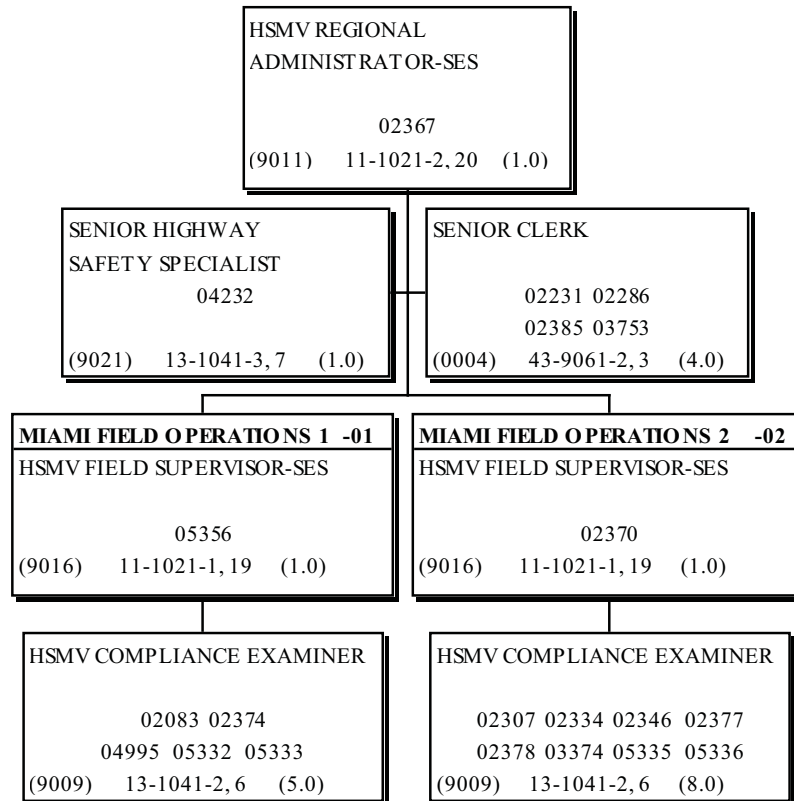 HSMV REGIONAL
ADMINISTRATOR-SES
02367
(9011) 11-1021-2, 20 (1.0)
SENIOR HIGHWAY
SAFETY SPECIALIST
04232
(9021) 13-1041-3, 7 (1.0)
SENIOR CLERK
02231 02286
02385 03753
(0004) 43-9061-2, 3 (4.0)
MIAMI FIELD OPERATIONS 1 -01
HSMV FIELD SUPERVISOR-SES
05356
(9016) 11-1021-1, 19 (1.0)
MIAMI FIELD OPERATIONS 2 -02
HSMV FIELD SUPERVISOR-SES
02370
(9016) 11-1021-1, 19 (1.0)
HSMV COMPLIANCE EXAMINER
02083 02374
04995 05332 05333
(9009) 13-1041-2, 6 (5.0)
HSMV COMPLIANCE EXAMINER
02307 02334 02346 02377
02378 03374 05335 05336
(9009) 13-1041-2, 6 (8.0)